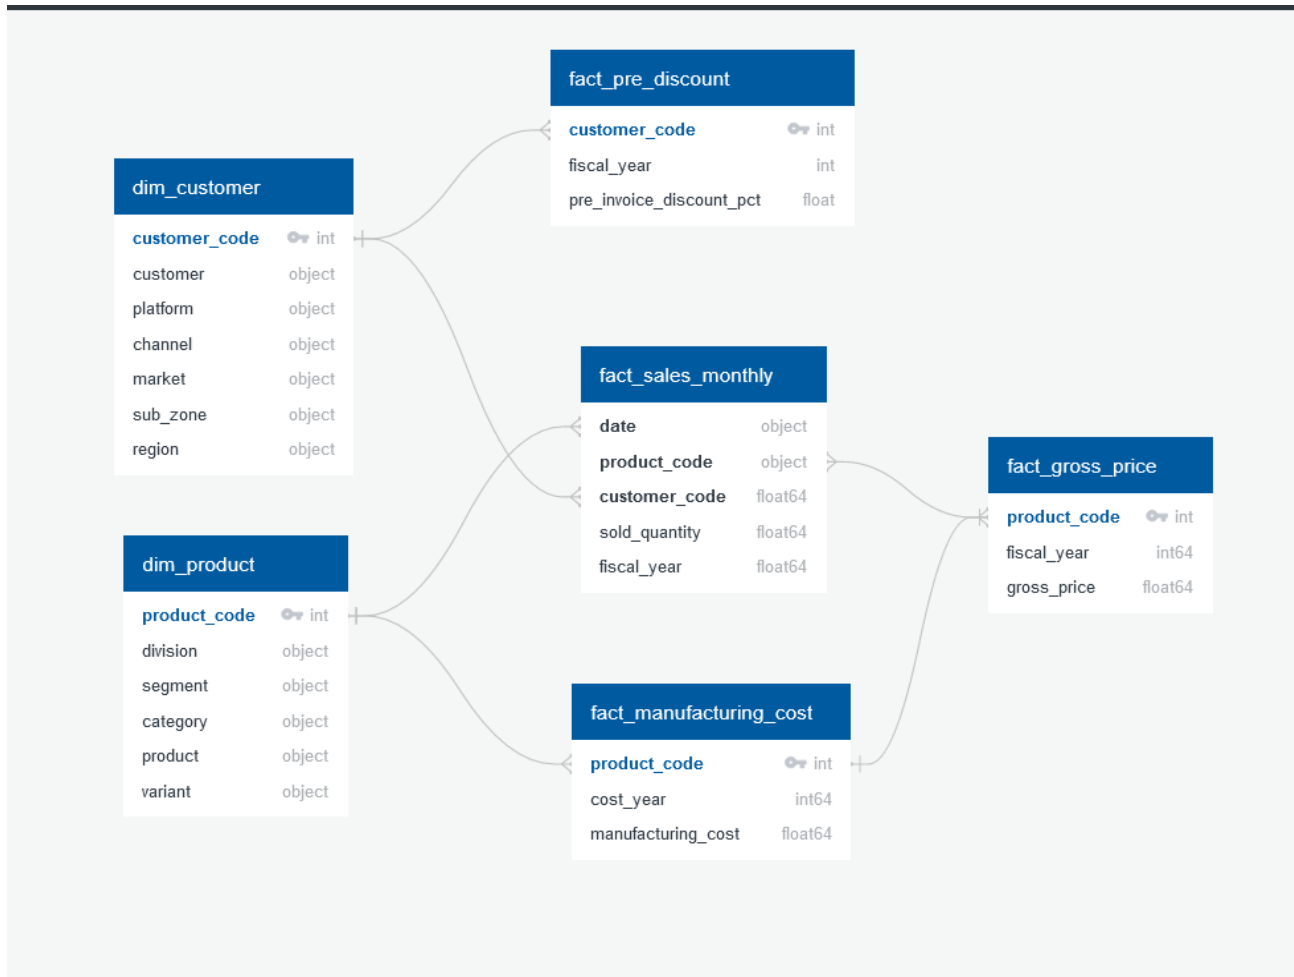 fact_pre_discount
customer_code int
fiscal_year int
pre_invoice_discount_pct float
dim_customer
customer_code int
customer object
platform object
channel object
market object
sub_zone object
region object
fact_sales_monthly
date object
product_code object
customer_code float64
sold_quantity float64
fiscal_year float64
fact_gross_price
product_code int
fiscal_year int64
gross_price float64
dim_product
product_code int
division object
segment object
category object
product object
variant object
fact_manufacturing_cost
product_code int
cost_year int64
manufacturing_cost float64